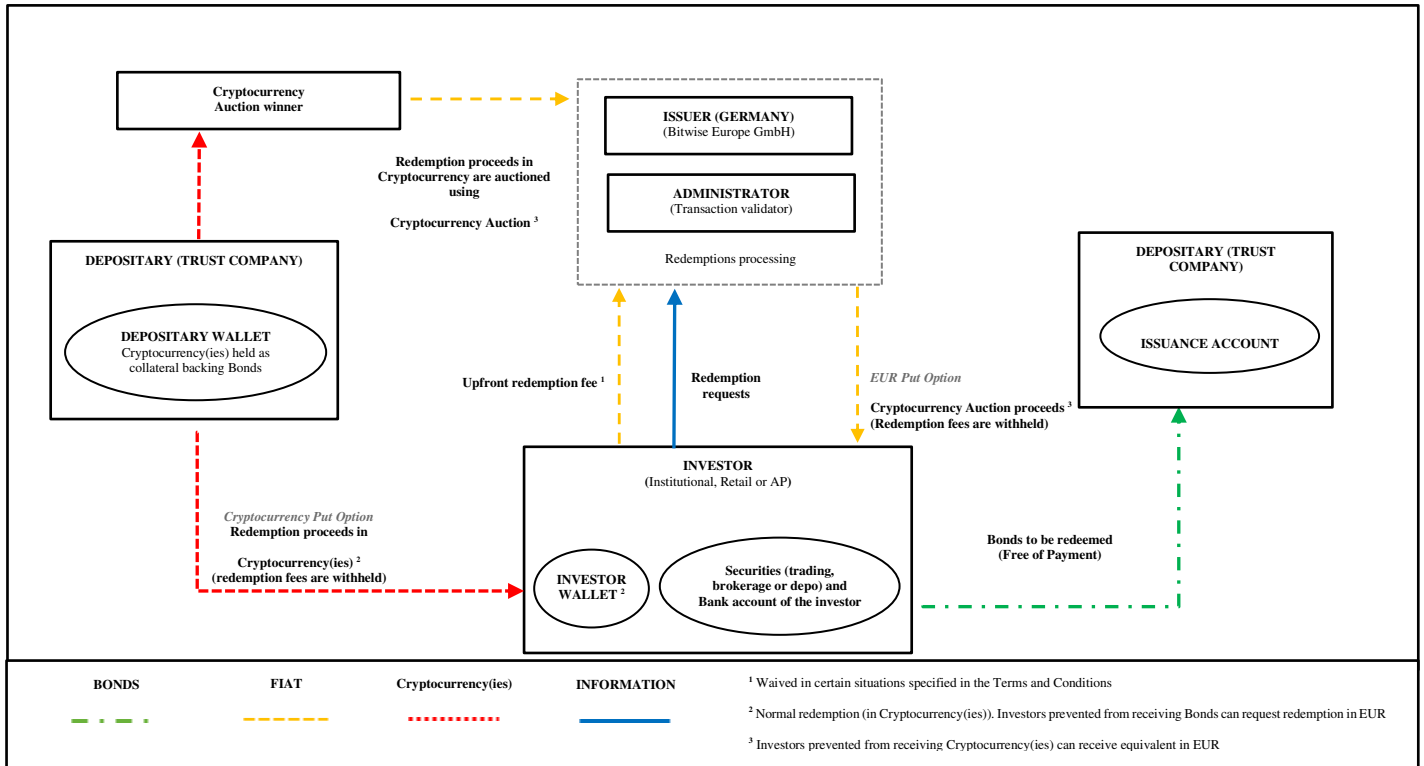 Cryptocurrency
Auction winner
ISSUER (GERMANY)
(Bitwise Europe GmbH)
ADMINISTRATOR
(Transaction validator)
Redemptions processing
Redemption proceeds in
Cryptocurrency are auctioned
using
Cryptocurrency Auction ³
DEPOSITARY (TRUST COMPANY)
DEPOSITARY WALLET
Cryptocurrency(ies) held as
collateral backing Bonds
DEPOSITARY (TRUST
COMPANY)
ISSUANCE ACCOUNT
Upfront redemption fee ¹
Redemption
requests
EUR Put Option
Cryptocurrency Auction proceeds ³
(Redemption fees are withheld)
INVESTOR
(Institutional, Retail or AP)
INVESTOR
WALLET ²
Securities (trading,
brokerage or depo) and
Bank account of the investor
Cryptocurrency Put Option
Redemption proceeds in
Cryptocurrency(ies) ²
(redemption fees are withheld)
Bonds to be redeemed
(Free of Payment)
BONDS
FIAT
Cryptocurrency(ies)
INFORMATION
¹ Waived in certain situations specified in the Terms and Conditions
² Normal redemption (in Cryptocurrency(ies)). Investors prevented from receiving Bonds can request redemption in EUR
³ Investors prevented from receiving Cryptocurrency(ies) can receive equivalent in EUR